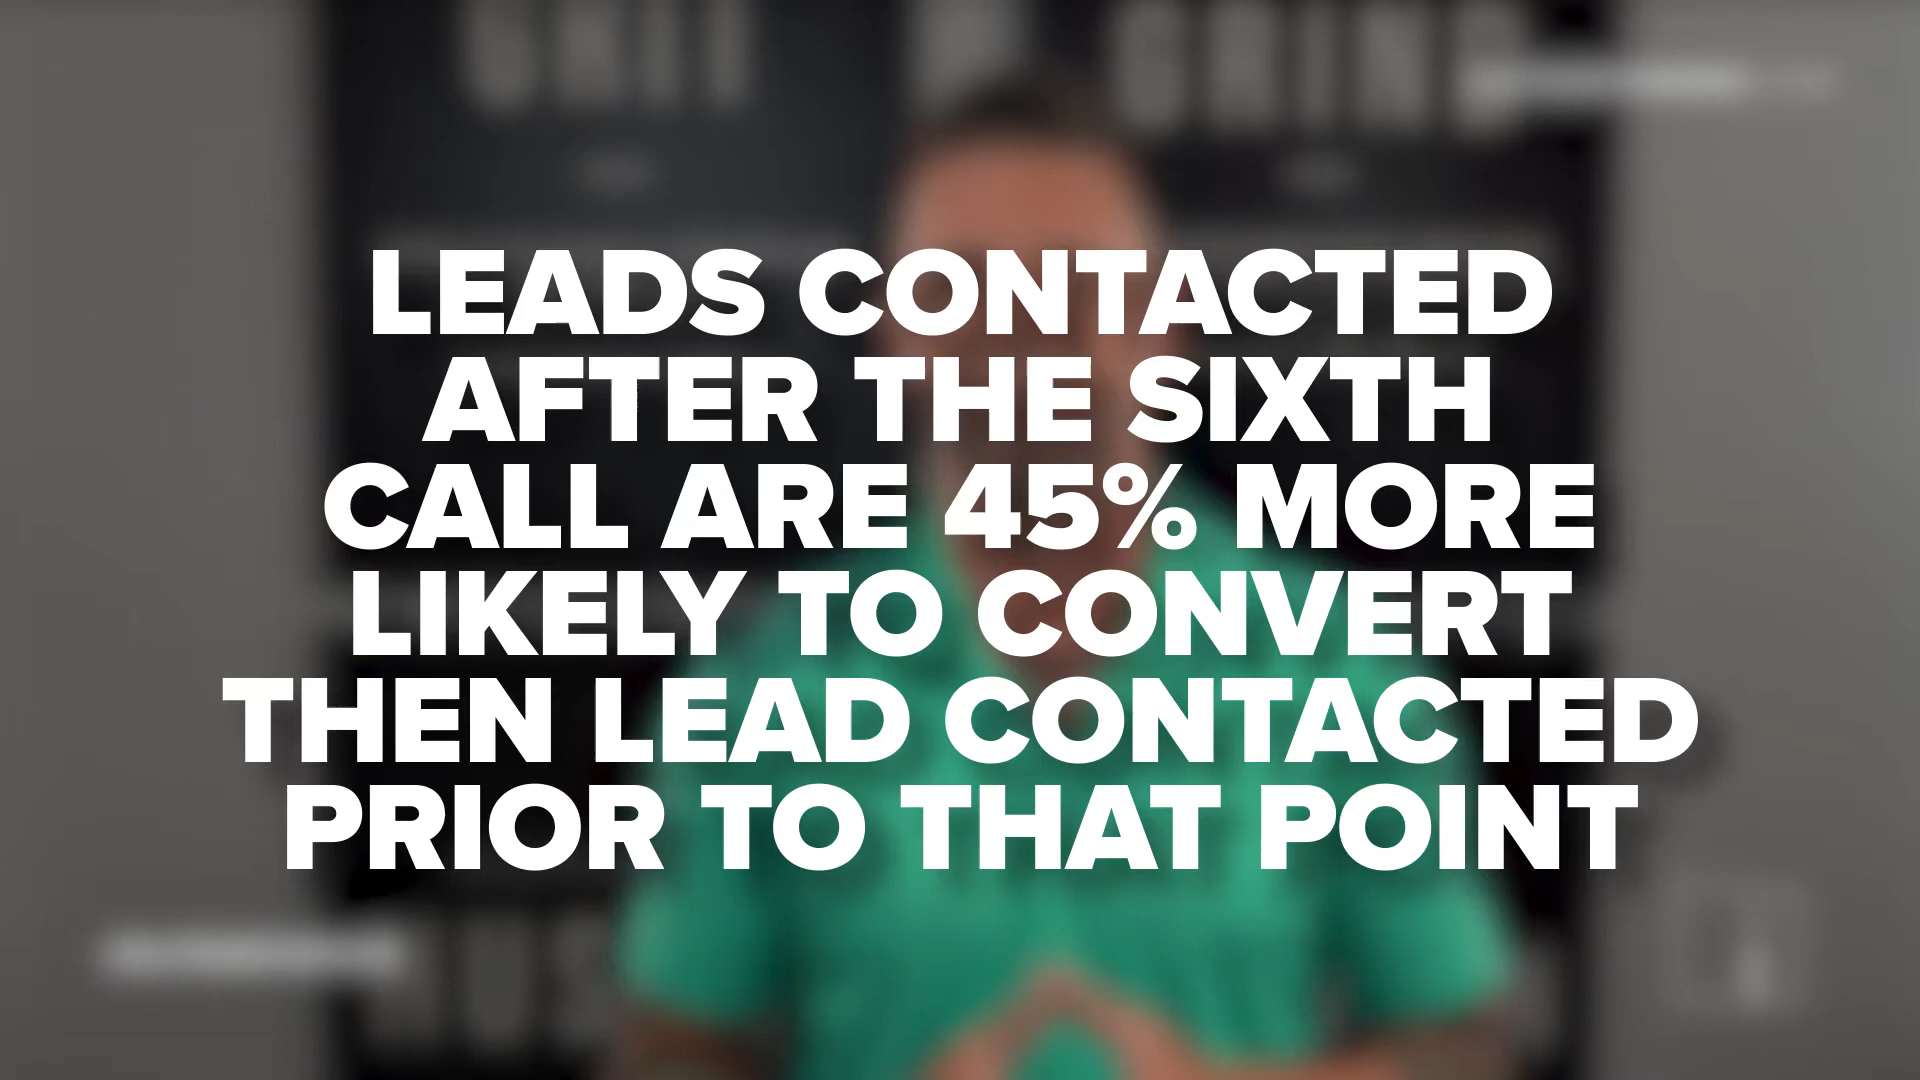 LEADS CONTACTED
AFTER THE SIXTH
CALL ARE 45% MORE
LIKELY TO CONVERT
THEN LEAD CONTACTED
PRIOR TO THAT POINT